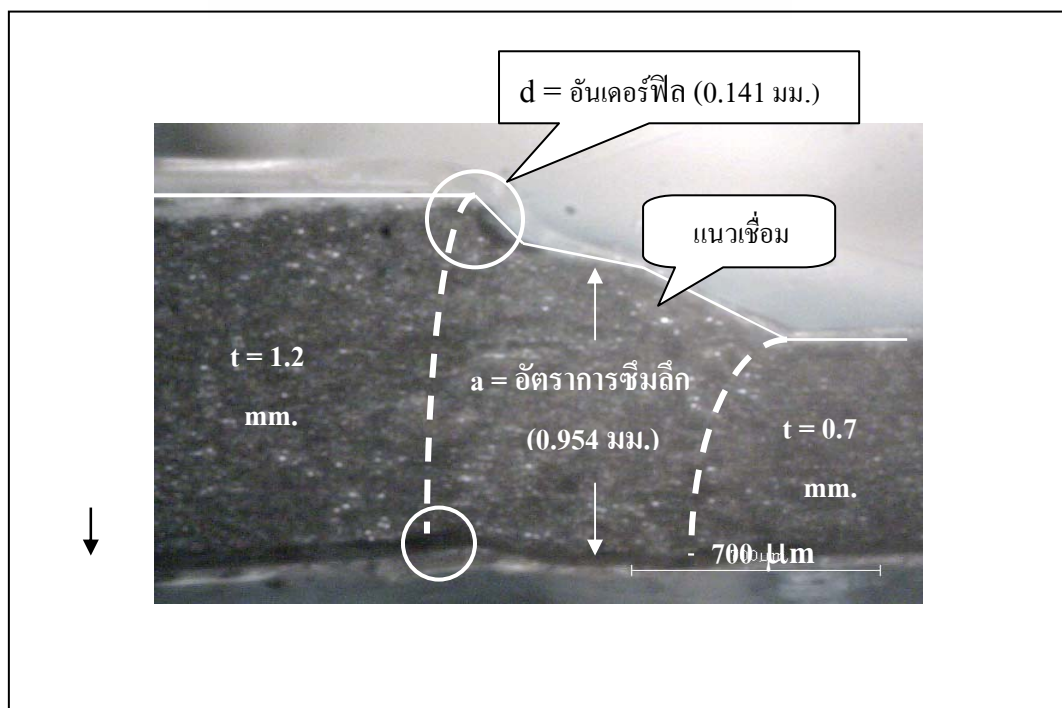 d = อันเดอร์ฟิล (0.141 มม.)
แนวเชื่อม
t = 1.2
mm.
a = อัตราการซึมลึก
(0.954 มม.)
t = 0.7
mm.
700 μm
700μm